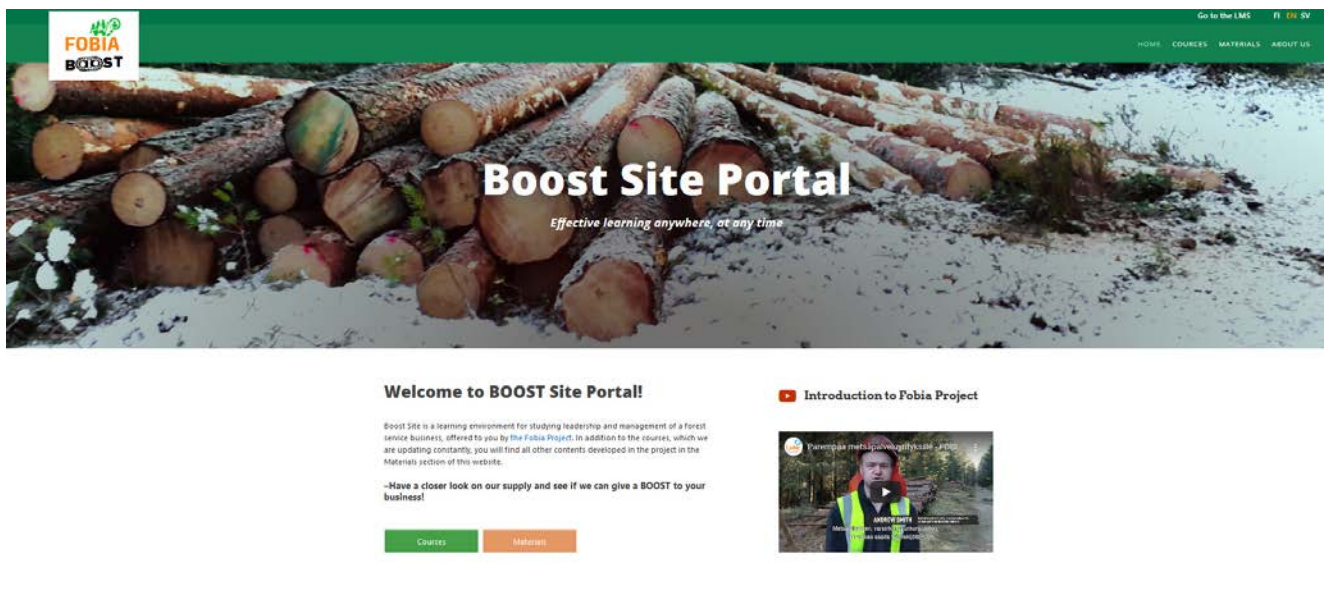 Go to the LMS FI EN SV
FOBIA
BOOST
HOME COURCES MATERIALS ABOUT US
Boost Site Portal
Effective learning anywhere, at any time
Welcome to BOOST Site Portal!
Boost Site is a learning environment for studying leadership and management of a forest
service business, offered to you by the Fobia Project. In addition to the courses, which we
are updating constantly, you will find all other contents developed in the project in the
Materials section of this website.
–Have a closer look on our supply and see if we can give a BOOST to your
business!
Cources Materials
Introduction to Fobia Project
Parempaa metsäpalveluyrityksille - FOBI
ANDREW SMITH